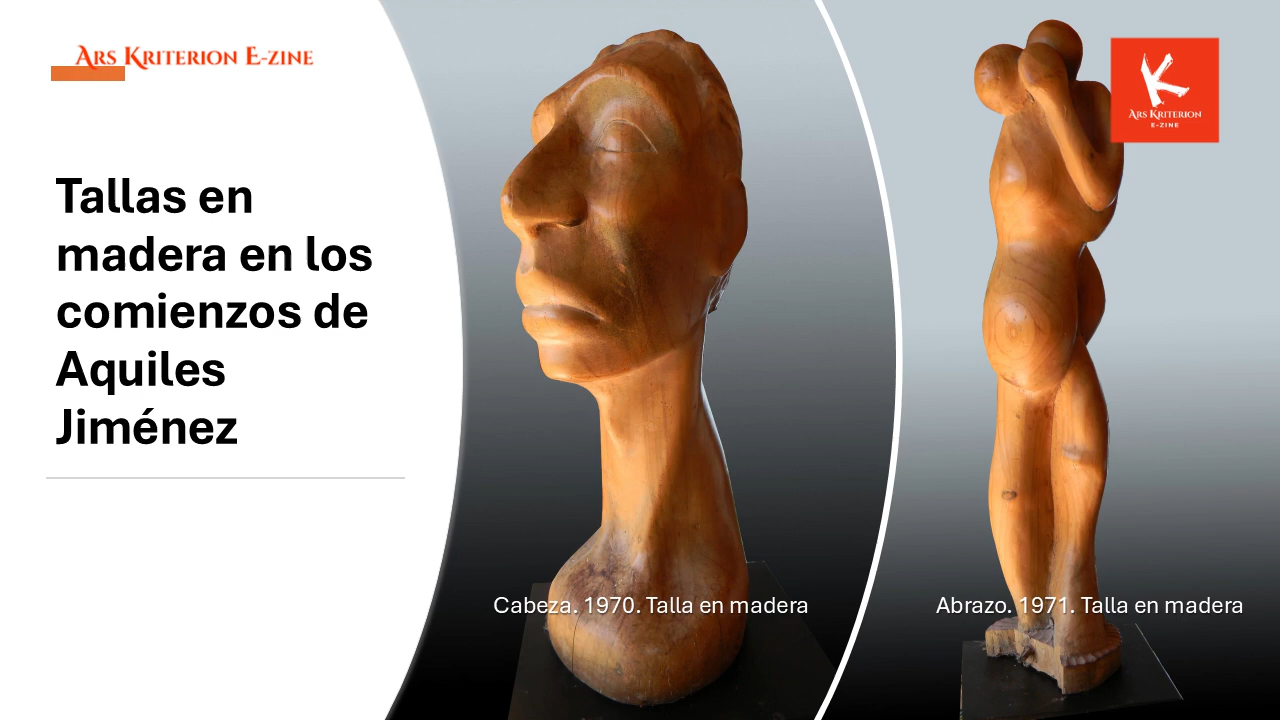 Ars Kriterion E-zine
Tallas en
madera en los
comienzos de
Aquiles
Jiménez
Cabeza. 1970. Talla en madera
Abrazo. 1971. Talla en madera
K
Ars Kriterion
E-zine